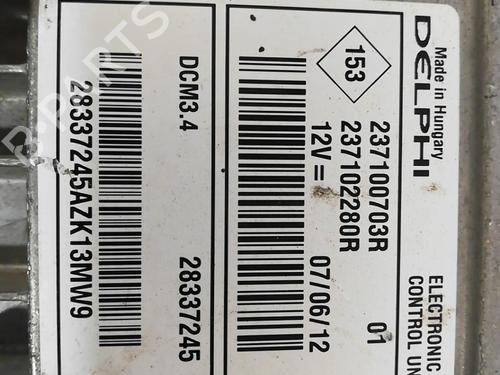 DELPHI
Made in Hungary
ELECTRONIC
CONTROL UN
153
237100703R
01
237102280R
12V =
07/06/12
DCM3.4
28337245
28337245AZK13MW9
B-PARTS